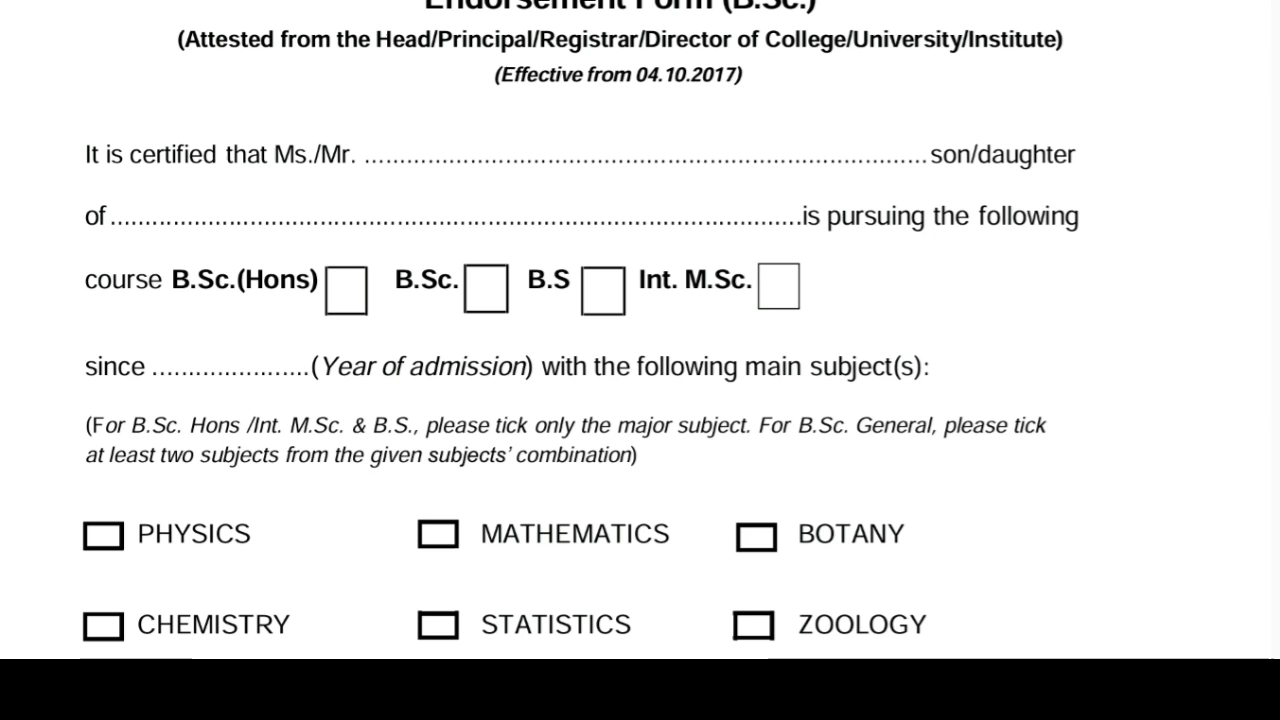 Endorsement Form (B.Sc.)
(Attested from the Head/Principal/Registrar/Director of College/University/Institute)
(Effective from 04.10.2017)
It is certified that Ms./Mr. ................................................................................son/daughter
of...................................................................................................is pursuing the following
course B.Sc.(Hons) B.Sc. B.S Int. M.Sc.
since ......................(Year of admission) with the following main subject(s):
(For B.Sc. Hons /Int. M.Sc. & B.S., please tick only the major subject. For B.Sc. General, please tick
at least two subjects from the given subjects’ combination)
PHYSICS MATHEMATICS BOTANY
CHEMISTRY STATISTICS ZOOLOGY